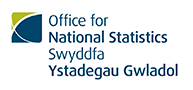 Office for
National Statistics
Swyddfa
Ystadegau Gwladol